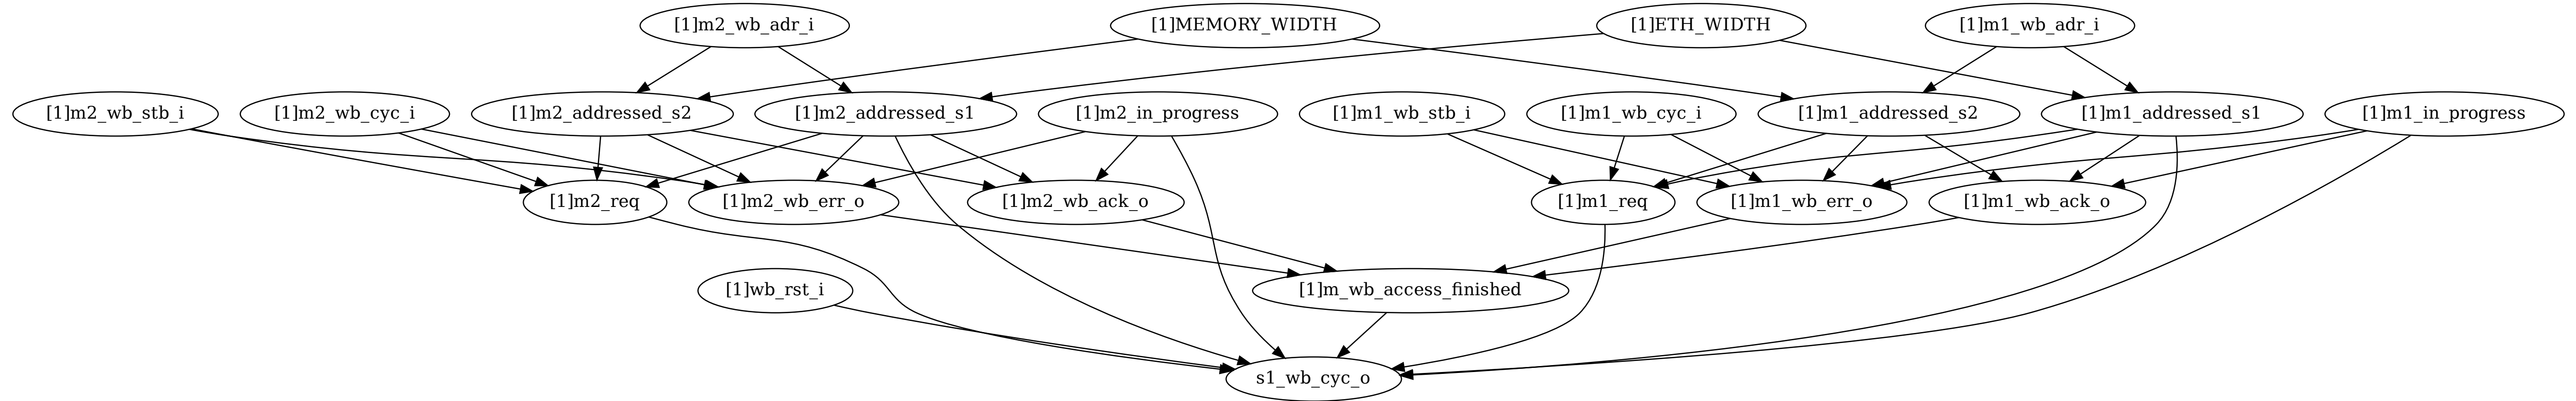 [1]m2_wb_adr_i
[1]MEMORY_WIDTH
[1]ETH_WIDTH
[1]m1_wb_adr_i
[1]m2_wb_stb_i
[1]m2_wb_cyc_i
[1]m2_addressed_s2
[1]m2_addressed_s1
[1]m2_in_progress
[1]m1_wb_stb_i
[1]m1_wb_cyc_i
[1]m1_addressed_s2
[1]m1_addressed_s1
[1]m1_in_progress
[1]m2_req
[1]m2_wb_err_o
[1]m2_wb_ack_o
[1]m1_req
[1]m1_wb_err_o
[1]m1_wb_ack_o
[1]wb_rst_i
[1]m_wb_access_finished
s1_wb_cyc_o